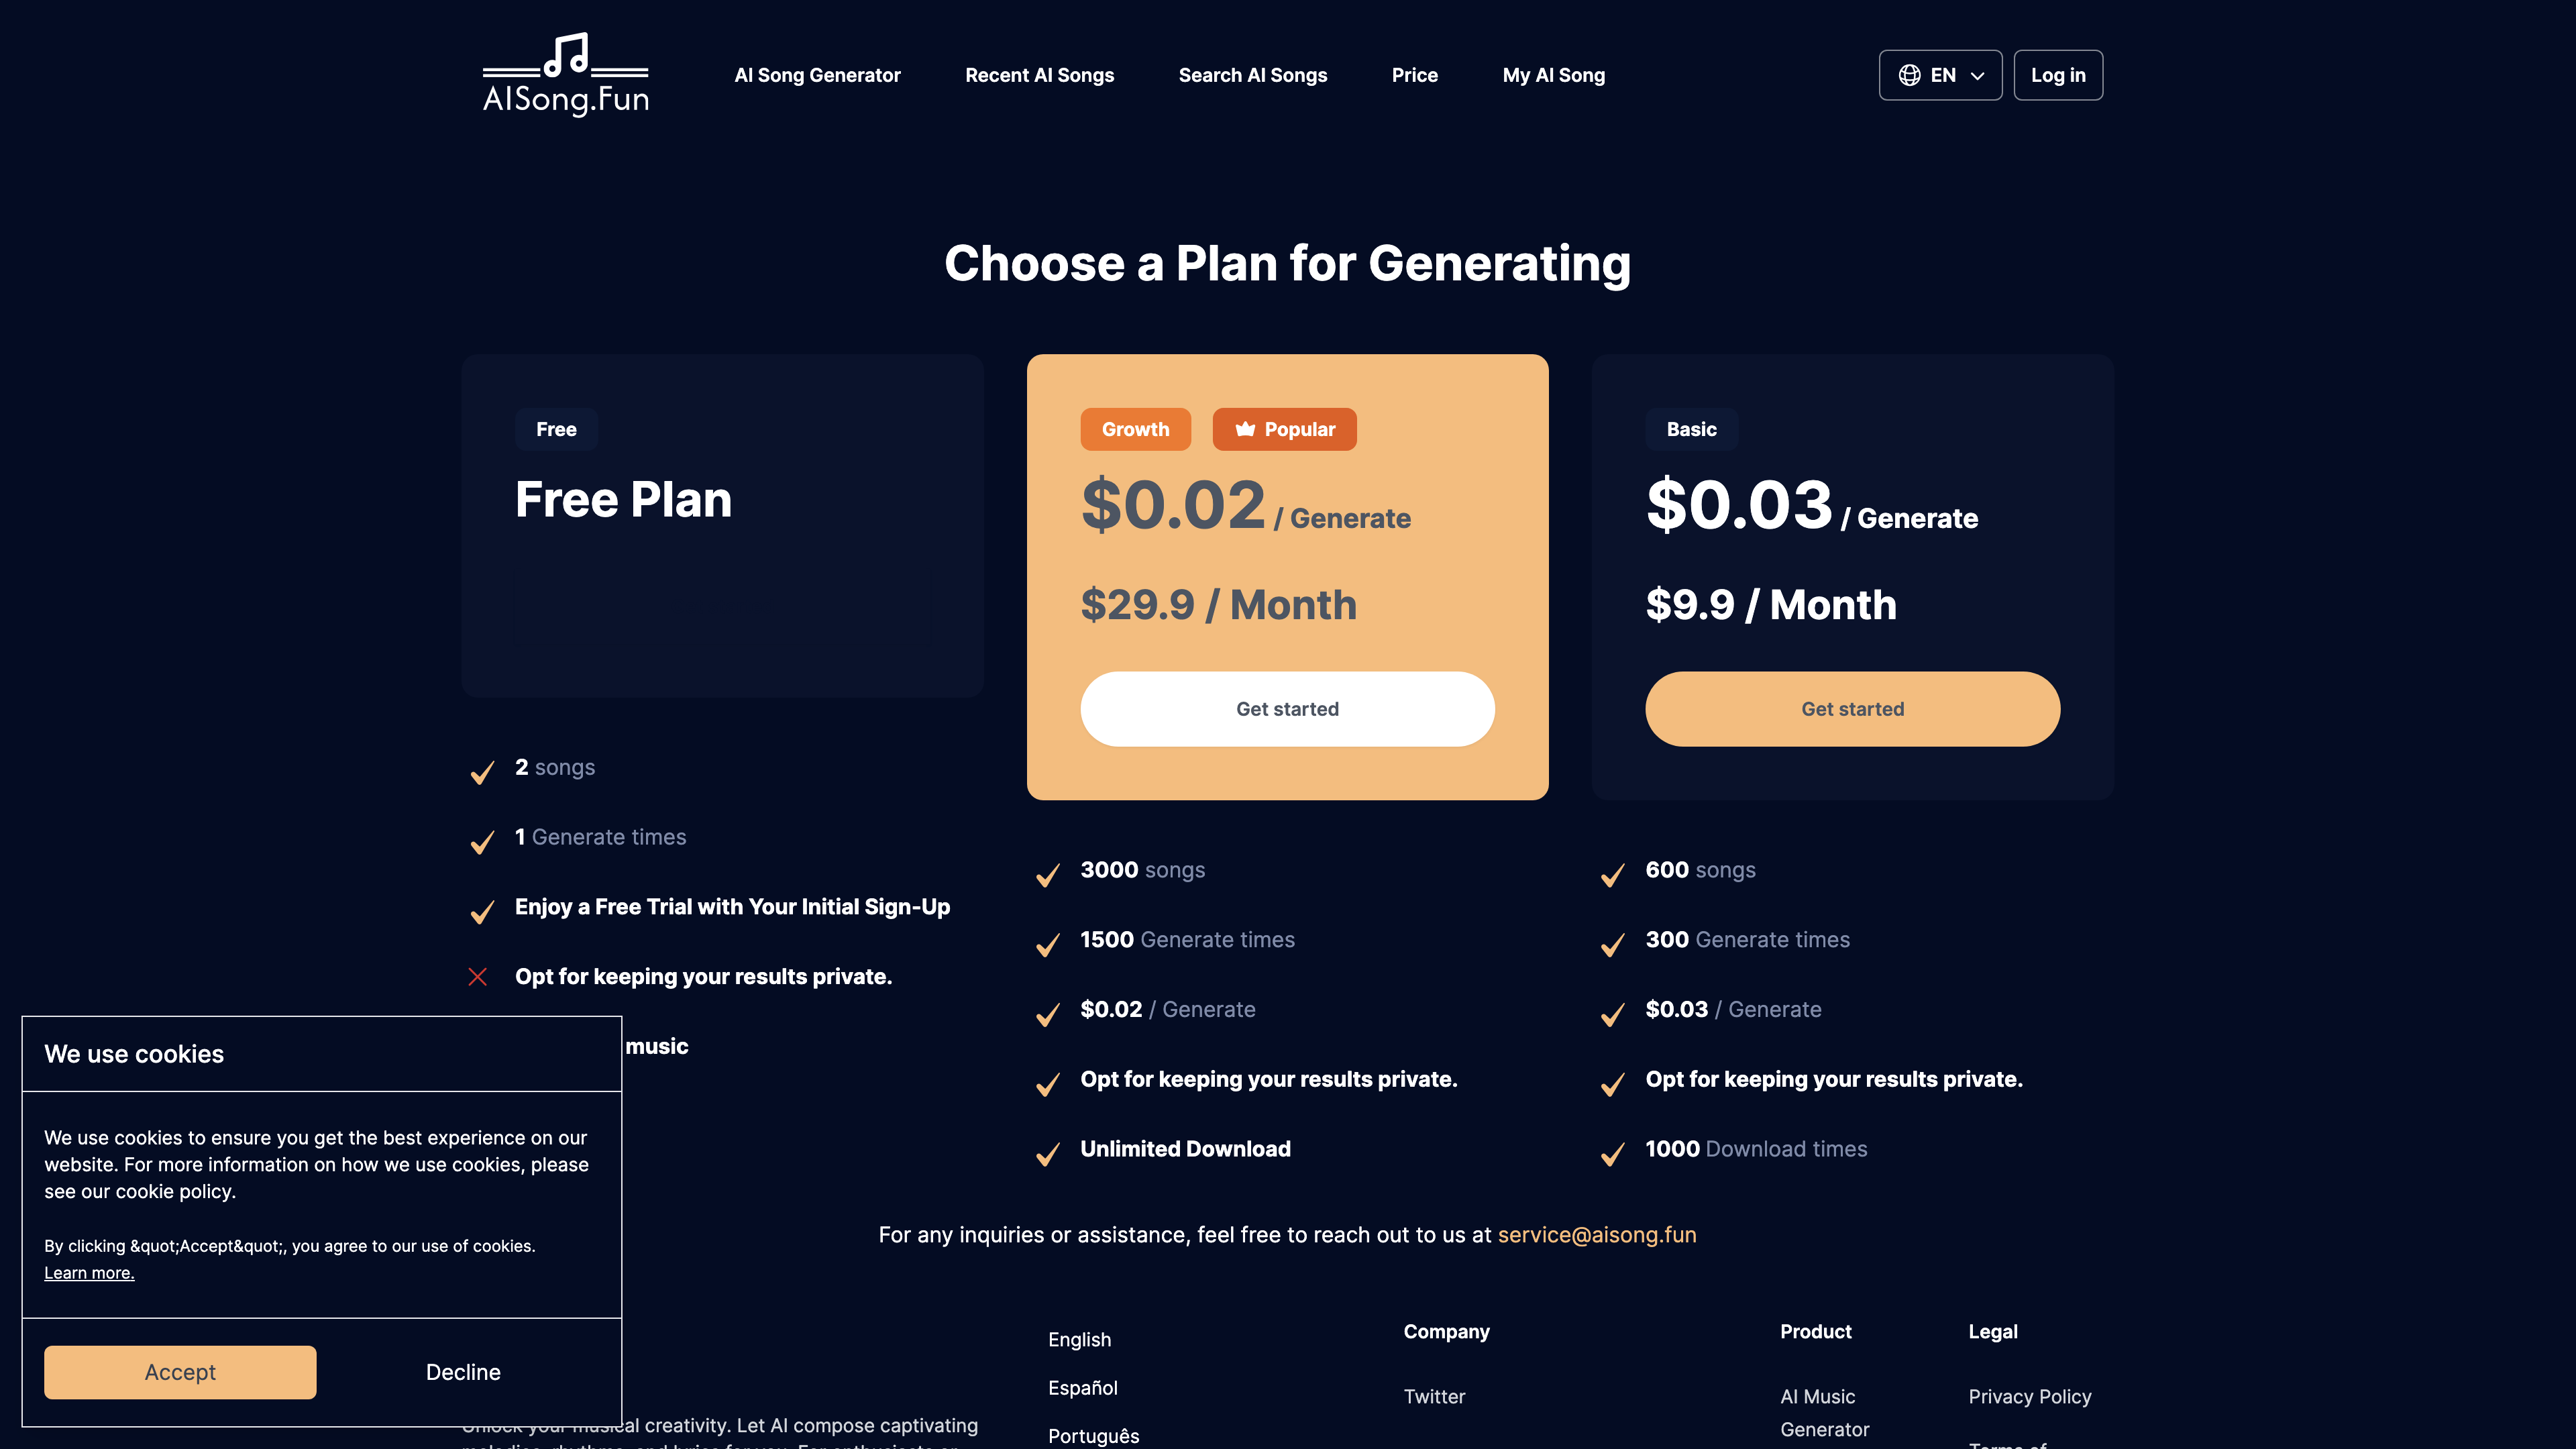 AISong.Fun
AI Song Generator
Recent AI Songs
Search AI Songs
Price
My AI Song
EN
Log in
Choose a Plan for Generating
Free
Free Plan
2 songs
1 Generate times
Enjoy a Free Trial with Your Initial Sign-Up
Opt for keeping your results private.
music
Growth
Popular
$0.02 / Generate
$29.9 / Month
Get started
3000 songs
1500 Generate times
$0.02 / Generate
Opt for keeping your results private.
Unlimited Download
Basic
$0.03 / Generate
$9.9 / Month
Get started
600 songs
300 Generate times
$0.03 / Generate
Opt for keeping your results private.
1000 Download times
For any inquiries or assistance, feel free to reach out to us at service@aisong.fun
We use cookies
We use cookies to ensure you get the best experience on our
website. For more information on how we use cookies, please
see our cookie policy.
By clicking &quot;Accept&quot;, you agree to our use of cookies.
Learn more.
Accept
Decline
Unlock your musical creativity. Let AI compose captivating
English
Español
Português
Company
Twitter
Product
AI Music
Generator
Legal
Privacy Policy
Terms of